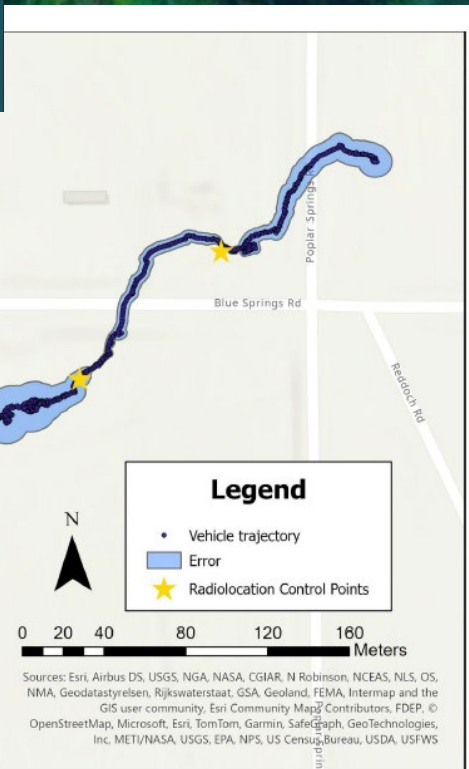 Poplar Springs R
Blue Springs Rd
Reddoch Rd
Legend
Vehicle trajectory
Error
Radiolocation Control Points
N
0 20 40 80 120 160
Meters
Sources: Esri, Airbus DS, USGS, NGA, NASA, CGIAR, N Robinson, NCEAS, NLS, OS,
NMA, Geodatastyrelsen, Rijkswaterstaat, GSA, Geoland, FEMA, Intermap and the
GIS user community, Esri Community Maps Contributors, FDEP, ©
OpenStreetMap, Microsoft, Esri, TomTom, Garmin, SafeGraph, GeoTechnologies,
Inc, METI/NASA, USGS, EPA, NPS, US Census Bureau, USDA, USFWS